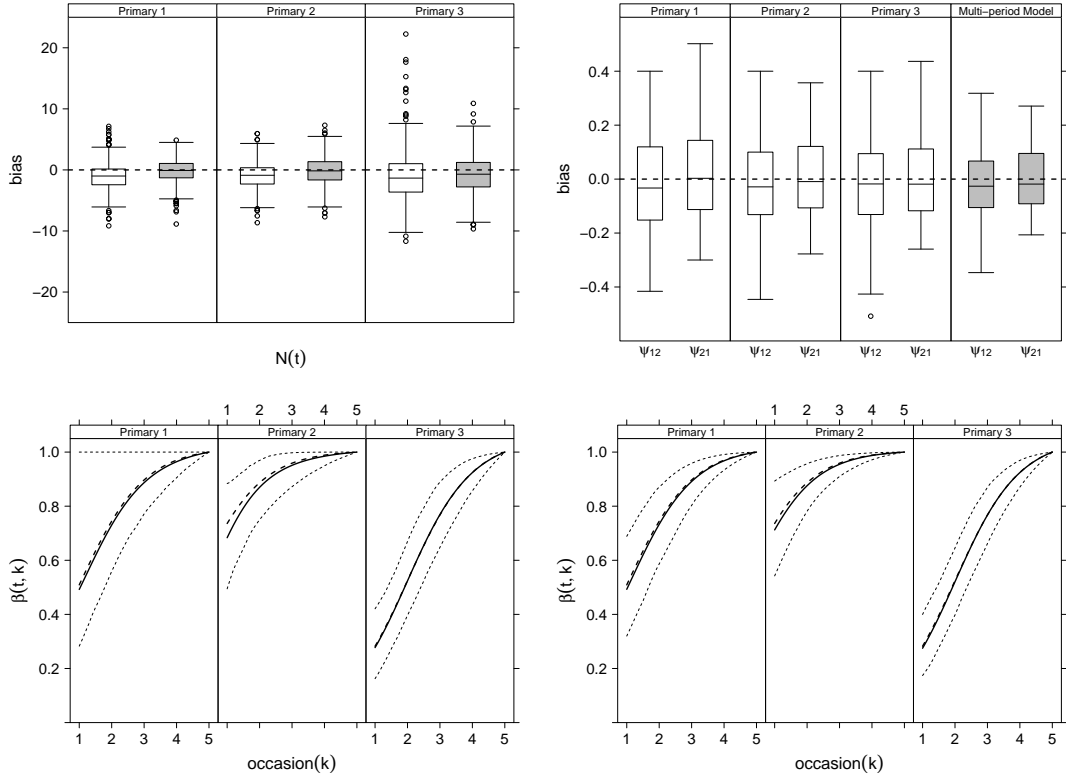 Primary 1 Primary 2 Primary 3
20
10
0
−10
−20
bias
N(t)
Primary 1 Primary 2 Primary 3 Multi−period Model
0.4
0.2
0.0
−0.2
−0.4
bias
ψ12 ψ21 ψ12 ψ21 ψ12 ψ21 ψ12 ψ21
1 2 3 4 5
Primary 1 Primary 2 Primary 3
1.0
0.8
0.6
0.4
0.2
β(t, k)
1 2 3 4 5 1 2 3 4 5
occasion(k)
1 2 3 4 5
Primary 1 Primary 2 Primary 3
1.0
0.8
0.6
0.4
0.2
β(t, k)
1 2 3 4 5 1 2 3 4 5
occasion(k)